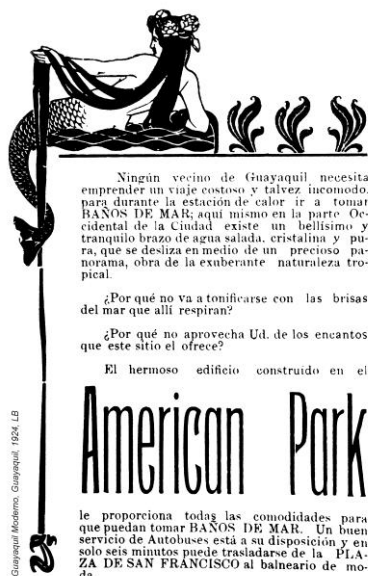 Ningún vecino de Guayaquil necesita
emprender un viaje costoso y talvez incomodo,
para durante la estación de calor ir a tomar
BAÑOS DE MAR; aquí mismo en la parte Oc-
cidental de la Ciudad existe un bellísimo y
tranquilo brazo de agua salada, cristalina y pu-
ra, que se desliza en medio de un precioso pa-
norama, obra de la exuberante naturaleza tro-
pical.
¿Por qué no va a tonificarse con las brisas
del mar que allí respiran?
¿Por qué no aprovecha Ud. de los encantos
que este sitio el ofrece?
El hermoso edificio construido en el
American Park
le proporciona todas las comodidades para
que puedan tomar BAÑOS DE MAR. Un buen
servicio de Autobuses está a su disposición y en
solo seis minutos puede trasladarse de la PLA-
ZA DE SAN FRANCISCO al balneario de mo-
da.
Guayaquil Moderno, Guayaquil, 1924, LB